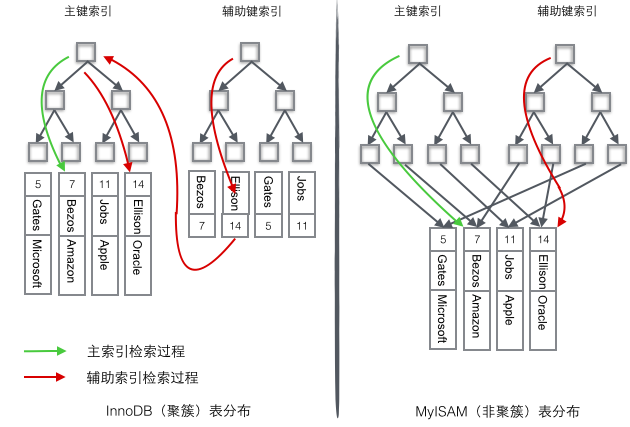 主键索引
辅助键索引
5
7
11
14
Gates
Bezos
Jobs
Ellison
Microsoft
Amazon
Apple
Oracle
Bezos
Ellison
Gates
Jobs
7
14
5
11
主索引检索过程
辅助索引检索过程
InnoDB（聚簇）表分布
主键索引
辅助键索引
5
7
11
14
Gates
Bezos
Jobs
Ellison
Microsoft
Amazon
Apple
Oracle
MyISAM（非聚簇）表分布